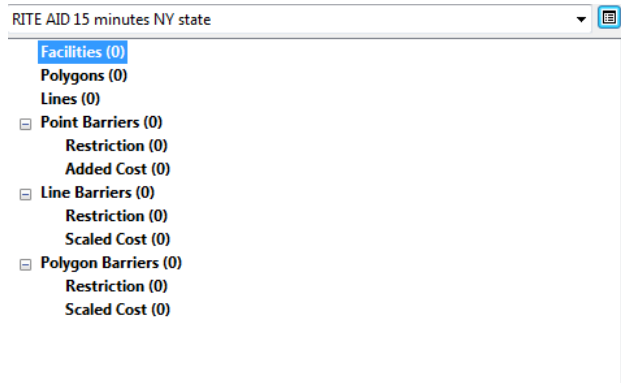 RITE AID 15 minutes NY state
Facilities (0)
Polygons (0)
Lines (0)
Point Barriers (0)
Restriction (0)
Added Cost (0)
Line Barriers (0)
Restriction (0)
Scaled Cost (0)
Polygon Barriers (0)
Restriction (0)
Scaled Cost (0)